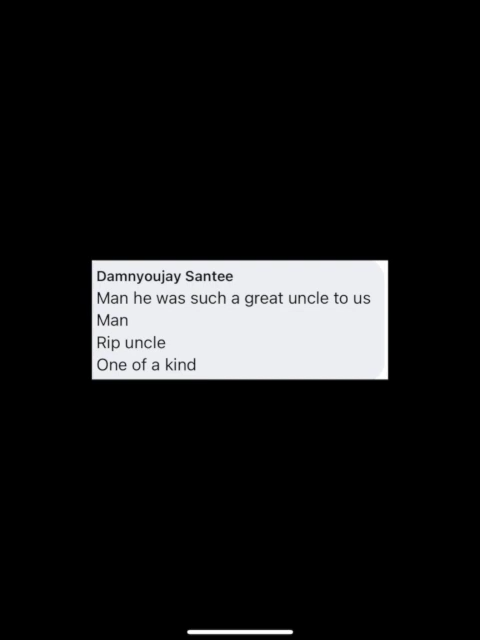 Damnyoujay Santee
Man he was such a great uncle to us
Man
Rip uncle
One of a kind